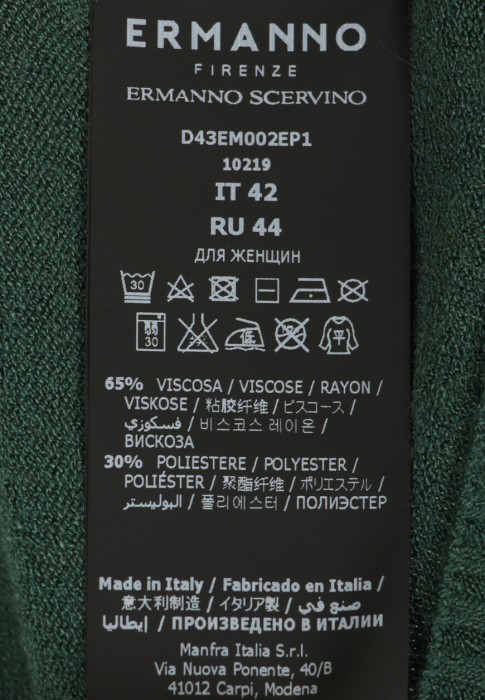 ERMANNO
FIRENZE
ERMANNO SCERVINO
D43EM002EP1
10219
IT 42
RU 44
ДЛЯ ЖЕНЩИН
30
弱
30
平
65% VISCOSA / VISCOSE / RAYON /
VISKOSE / 粘胶纤维 / ビスコース /
فسكوزي / 비스코스 레이온 /
ВИСКОЗА
30% POLIESTERE / POLYESTER /
POLIÉSTER / 聚酯纤维 / ポリエステル /
البوليستر / 폴리에스터 / ПОЛИЭСТЕР
Made in Italy / Fabricado en Italia /
意大利制造 / イタリア製 / صنع في
إيطاليا / ПРОИЗВЕДЕНО В ИТАЛИИ
Manfra Italia S.r.l.
Via Nuova Ponente, 40/B
41012 Carpi, Modena